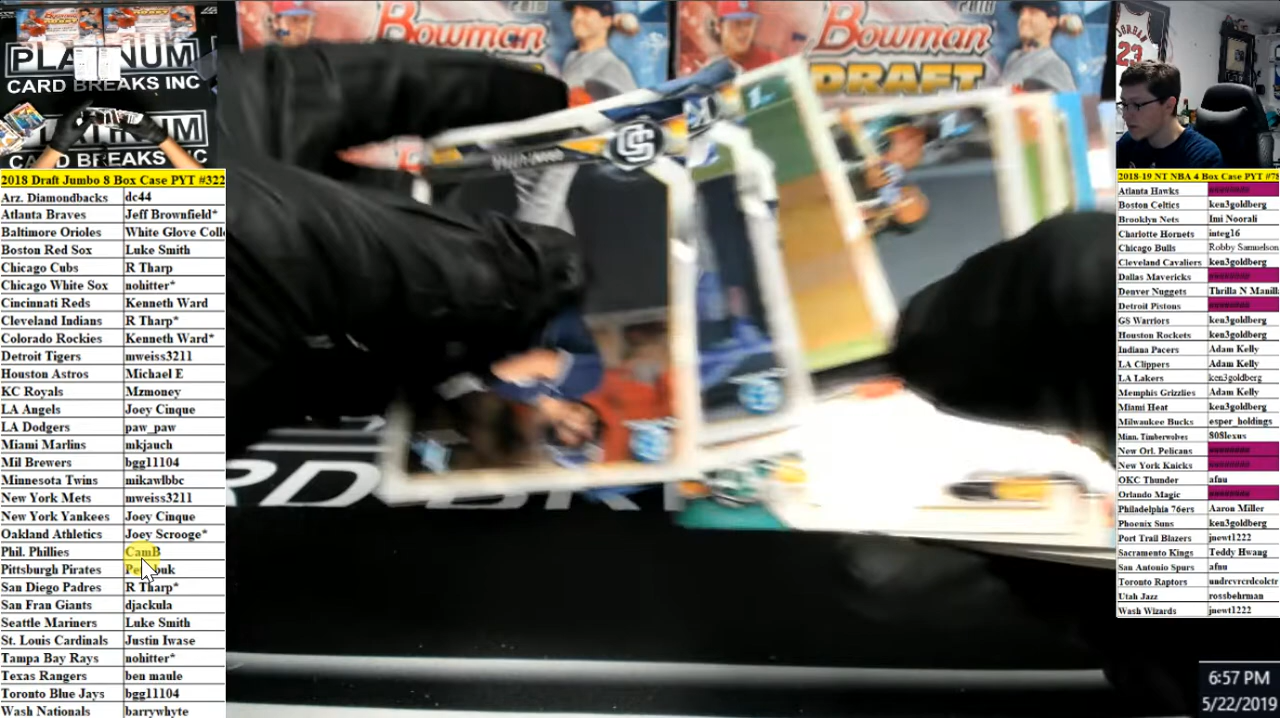 PLATINUM
CARD BREAKS INC
2018 Draft Jumbo 8 Box Case PYT #322
Arz. Diamondbacks dc44
Atlanta Braves Jeff Brownfield*
Baltimore Orioles White Glove Coll
Boston Red Sox Luke Smith
Chicago Cubs R Tharp
Chicago White Sox nohitter*
Cincinnati Reds Kenneth Ward
Cleveland Indians R Tharp*
Colorado Rockies Kenneth Ward*
Detroit Tigers mweiss3211
Houston Astros Michael E
KC Royals Mzmoney
LA Angels Joey Cinque
LA Dodgers paw_paw
Miami Marlins mkjauch
Mil Brewers bgg11104
Minnesota Twins mikawlbbc
New York Mets mweiss3211
New York Yankees Joey Cinque
Oakland Athletics Joey Scrooge*
Phil. Phillies CamB
Pittsburgh Pirates
San Diego Padres R Tharp*
San Fran Giants djackula
Seattle Mariners Luke Smith
St. Louis Cardinals Justin Iwase
Tampa Bay Rays nohitter*
Texas Rangers ben maule
Toronto Blue Jays bgg11104
Wash Nationals barrywhyte
Bowman
2018
Bowman
DRAFT
JORDAN
23
2018-19 NT NBA 4 Box Case PYT #78
Atlanta Hawks ########
Boston Celtics ken3goldberg
Brooklyn Nets Imi Noorali
Charlotte Hornets integ16
Chicago Bulls Robby Samuelson
Cleveland Cavaliers ken3goldberg
Dallas Mavericks ########
Denver Nuggets Thrilla N Manill
Detroit Pistons ########
GS Warriors ken3goldberg
Houston Rockets ken3goldberg
Indiana Pacers Adam Kelly
LA Clippers Adam Kelly
LA Lakers ken3goldberg
Memphis Grizzlies Adam Kelly
Miami Heat ken3goldberg
Milwaukee Bucks esper_holdings
Minn. Timberwolves 808lexus
New Orl. Pelicans ########
New York Knicks ########
OKC Thunder afnu
Orlando Magic ########
Philadelphia 76ers Aaron Miller
Phoenix Suns ken3goldberg
Port Trail Blazers jnewt1222
Sacramento Kings Teddy Hwang
San Antonio Spurs afnu
Toronto Raptors undrcvrcrdcolctr
Utah Jazz rossbehrman
Wash Wizards jnewt1222
6:57 PM
5/22/2019